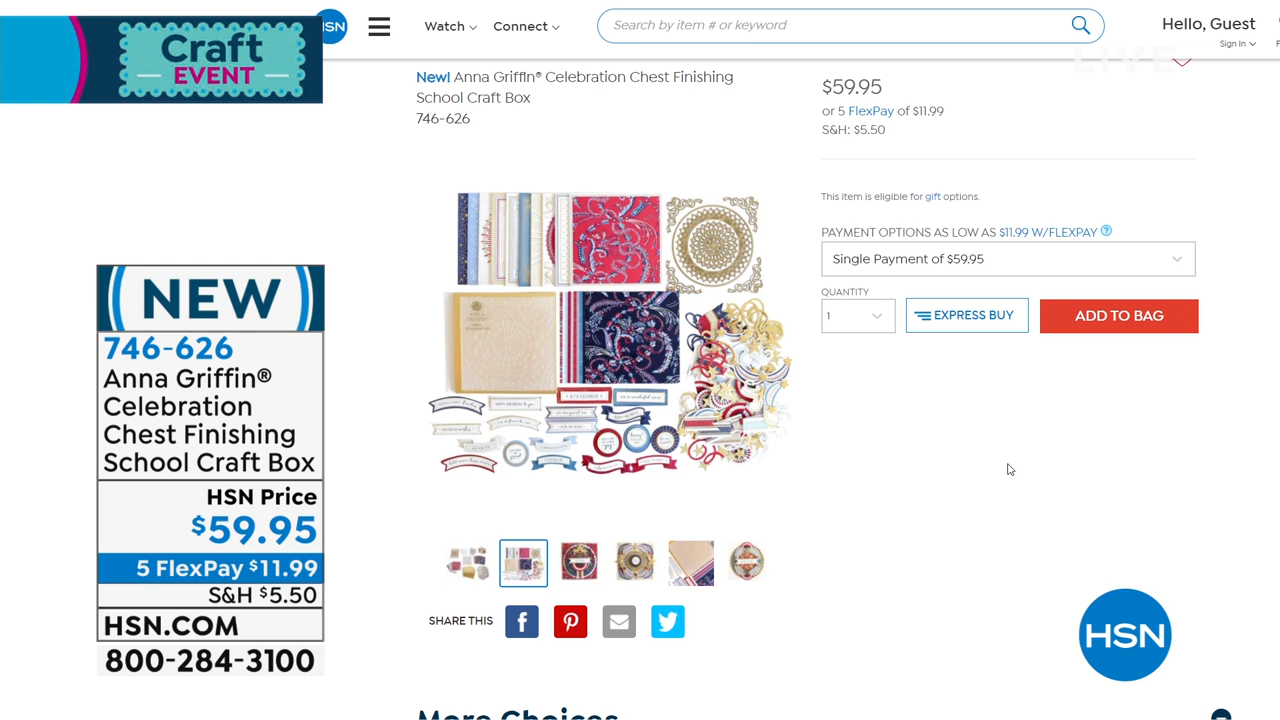 Craft
EVENT
HSN
Watch
Connect
Search by item # or keyword
Hello, Guest
Sign In
LIVE
New! Anna Griffin® Celebration Chest Finishing
School Craft Box
746-626
$59.95
or 5 FlexPay of $11.99
S&H: $5.50
This item is eligible for gift options.
PAYMENT OPTIONS AS LOW AS $11.99 W/FLEXPAY ?
Single Payment of $59.95
QUANTITY
1
EXPRESS BUY
ADD TO BAG
NEW
746-626
Anna Griffin®
Celebration
Chest Finishing
School Craft Box
HSN Price
$59.95
5 FlexPay $11.99
S&H $5.50
HSN.COM
800-284-3100
SHARE THIS
HSN
More Choices